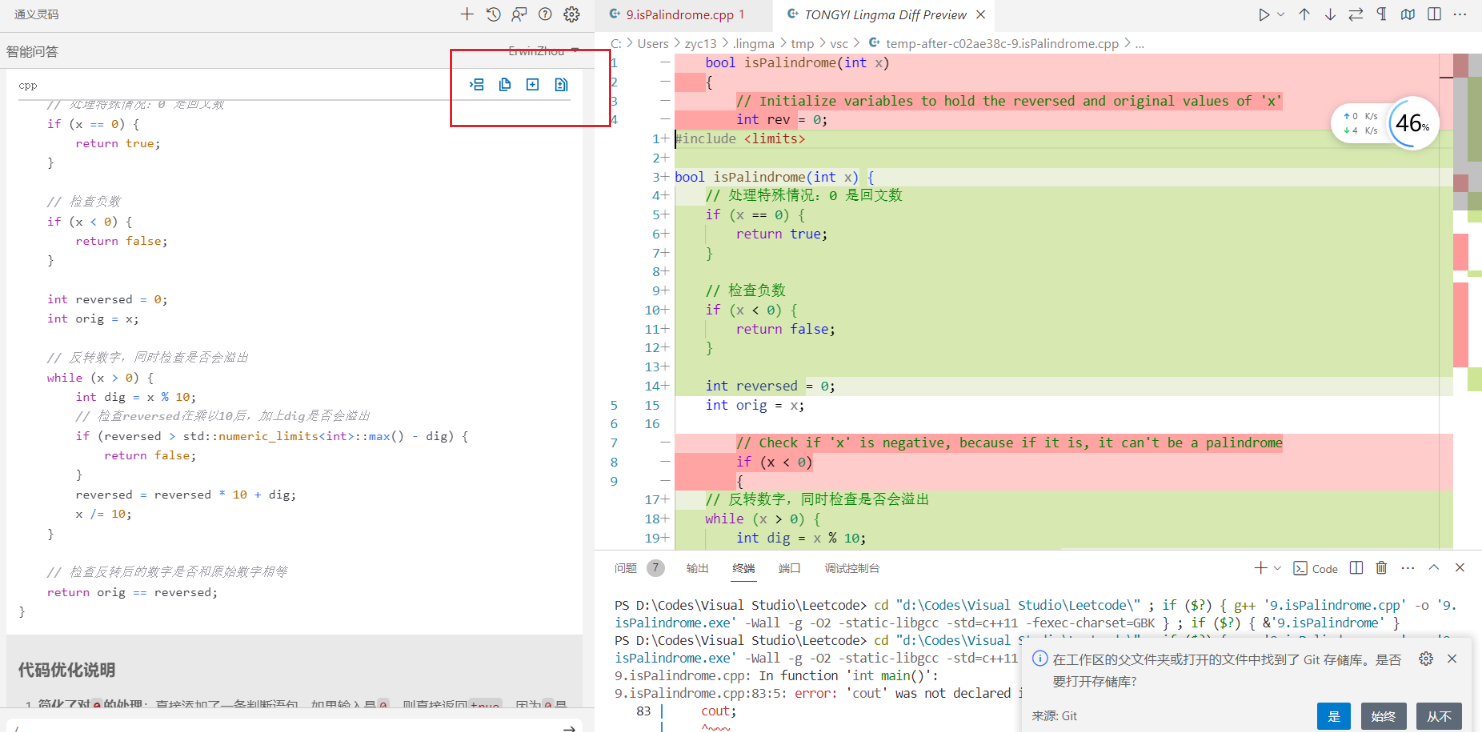 通义灵码
智能问答
ErwinZhou
cpp
// 处理特殊情况：0 是回文数
if (x == 0) {
return true;
}
// 检查负数
if (x < 0) {
return false;
}
int reversed = 0;
int orig = x;
// 反转数字，同时检查是否会溢出
while (x > 0) {
int dig = x % 10;
// 检查reversed在乘以10后，加上dig是否会溢出
if (reversed > std::numeric_limits<int>::max() - dig) {
return false;
}
reversed = reversed * 10 + dig;
x /= 10;
}
// 检查反转后的数字是否和原始数字相等
return orig == reversed;
}
代码优化说明
1. 简化了对0的处理：直接添加了一条判断语句，如果输入是0，则直接返回true，因为0是
/
9.isPalindrome.cpp 1
TONGYI Lingma Diff Preview
C: > Users > zyc13 > .lingma > tmp > vsc > temp-after-c02ae38c-9.isPalindrome.cpp > ...
1 — bool isPalindrome(int x)
2 — {
3 — // Initialize variables to hold the reversed and original values of 'x'
4 — int rev = 0;
1+ #include <limits>
2+
3+ bool isPalindrome(int x) {
4+ // 处理特殊情况：0 是回文数
5+ if (x == 0) {
6+ return true;
7+ }
8+
9+ // 检查负数
10+ if (x < 0) {
11+ return false;
12+ }
13+
14+ int reversed = 0;
5 15 int orig = x;
6 16
7 — // Check if 'x' is negative, because if it is, it can't be a palindrome
8 — if (x < 0)
9 — {
17+ // 反转数字，同时检查是否会溢出
18+ while (x > 0) {
19+ int dig = x % 10;
↑ 0 K/s
↓ 4 K/s
46%
问题 7 输出 终端 端口 调试控制台
Code
PS D:\Codes\Visual Studio\Leetcode> cd "d:\Codes\Visual Studio\Leetcode\" ; if ($?) { g++ '9.isPalindrome.cpp' -o '9.
isPalindrome.exe' -Wall -g -O2 -static-libgcc -std=c++11 -fexec-charset=GBK } ; if ($?) { &'9.isPalindrome' }
PS D:\Codes\Visual Studio\Leetcode> cd "d:\Codes\Visual Studio\Leetcode\"
isPalindrome.exe' -Wall -g -O2 -static-libgcc -std=c++11
9.isPalindrome.cpp: In function 'int main()':
9.isPalindrome.cpp:83:5: error: 'cout' was not declared
83 | cout;
| ^~~~
在工作区的父文件夹或打开的文件中找到了 Git 存储库。是否
要打开存储库?
来源: Git
是
始终
从不